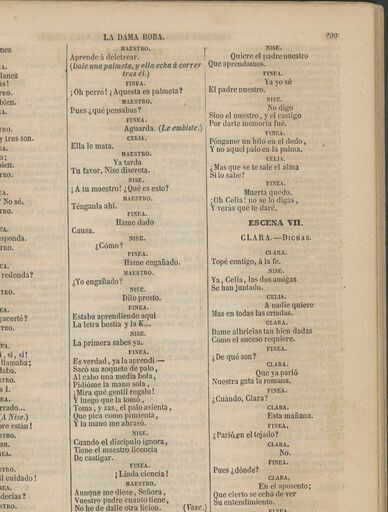 LA DAMA BOBA.
nes
A.
lanes
as!
TRO.
bien.
A.
TRO.
y tres son.
A.
a;
bien.
TRO.
A.
? No sé.
TRO.
A.
sponda.
TRO.
A.
redonda?
TRO.
A.
acerté?
TRO.
A.
í, sí, sí!
llamaba;
laba.
STRO.
s I.
A.
rrado...
(A Nise.)
re están!
STRO.
zon
e.
STRO.
il cuidado!
A.
decias?
STRO.
MAESTRO.
Aprende á deletrear.
(Dale una palmeta, y ella echa á correr
tras él.)
FINEA.
¡Oh perro! ¿Aquesta es palmeta?
MAESTRO.
Pues ¿qué pensabas?
FINEA.
Aguarda. (Le embiste.)
CELIA.
Ella le mata.
MAESTRO.
Ya tarda
Tu favor, Nise discreta.
NISE.
¡A tu maestro! ¿Qué es esto?
MAESTRO.
Ténganla ahí.
FINEA.
Hame dado
Causa.
NISE.
¿Cómo?
FINEA.
Hame engañado.
MAESTRO.
¿Yo engañado?
NISE.
Dilo presto.
FINEA.
Estaba aprendiendo aquí
La letra bestia y la K...
NISE.
La primera sabes ya.
FINEA.
Es verdad, ya la aprendí.—
Sacó un zoquete de palo,
Al cabo una media bola,
Pidióme la mano sola,
¡Mira qué gentil regalo!
Y luego que la tomó,
Toma, y zas, el palo asienta,
Que pica como pimienta,
Y la mano me abrasó.
NISE.
Cuando el discípulo ignora,
Tiene el maestro licencia
De castigar.
FINEA.
¡Linda ciencia!
MAESTRO.
Aunque me diese, Señora,
Vuestro padre cuanto tiene,
No he de dalle otra licion. (Vase.)
NISE.
Quiere el padre nuestro
Que aprendamos.
FINEA.
Ya yo sé
El padre nuestro.
NISE.
No digo
Sino el nuestro, y el castigo
Por darte memoria fué.
FINEA.
Póngame un hilo en el dedo,
Y no aquel palo en la palma.
CELIA.
¿Mas que se te sale el alma
Si lo sabe?
FINEA.
Muerta quedo.
¡Oh Celia! no se lo digas,
Y verás qué te daré.
ESCENA VII.
CLARA.—DICHAS.
CLARA.
Topé contigo, á la fe.
NISE.
Ya, Celia, las dos amigas
Se han juntado.
CELIA.
A nadie quiere
Mas en todas las criadas.
CLARA.
Dame albricias tan bien dadas
Como el suceso requiere.
FINEA.
¿De qué son?
CLARA.
Que ya parió
Nuestra gata la romana.
FINEA.
¿Cuándo, Clara?
CLARA.
Esta mañana.
FINEA.
¿Parió en el tejado?
CLARA.
No.
FINEA.
Pues ¿dónde?
CLARA.
En el aposento;
Que cierto se echó de ver
Su entendimiento.
FINEA.